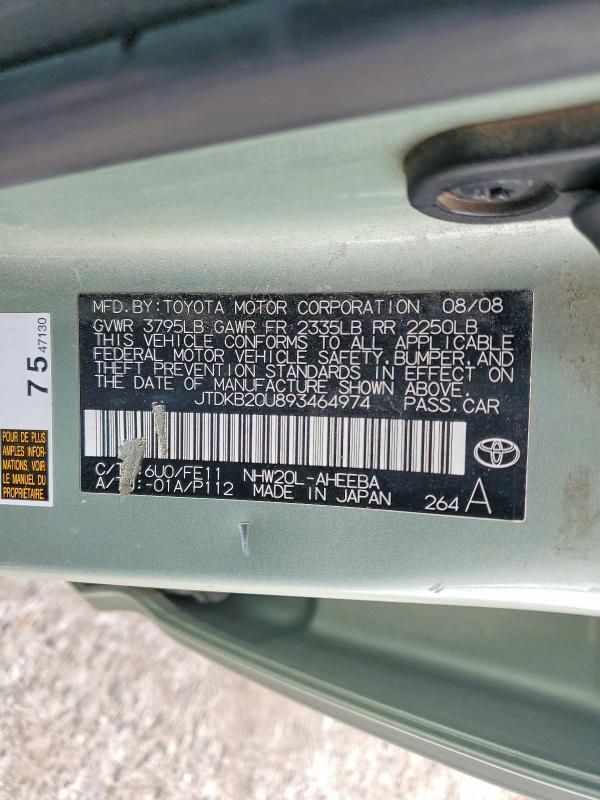 MFD. BY: TOYOTA MOTOR CORPORATION 08/08
GVWR 3795LB GAWR FR 2335LB RR 2250LB
THIS VEHICLE CONFORMS TO ALL APPLICABLE
FEDERAL MOTOR VEHICLE SAFETY, BUMPER, AND
THEFT PREVENTION STANDARDS IN EFFECT ON
THE DATE OF MANUFACTURE SHOWN ABOVE.
JTDKB20U893464974 PASS. CAR
C/ 6U0/FE11 NHW20L-AHEEBA
A/ -01A/P112 MADE IN JAPAN 264 A
75
47130
POUR DE PLUS
AMPLES INFOR-
MATIONS, VOIR
LE MANUEL DU
PROPRIÉTAIRE